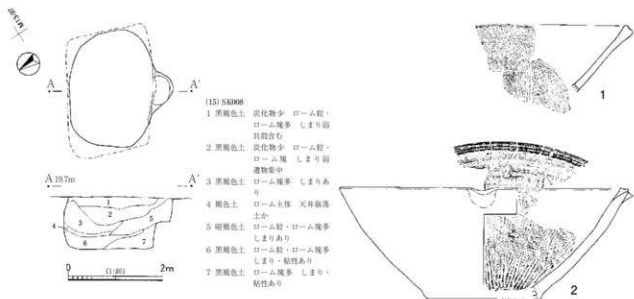 M13-97
A A'
A 19.7m A'
1
2
3
4
5
6
7
0 (1:80) 2m
(15) SK008
1 黒褐色土 炭化物少 ローム粒・
ローム塊多 しまり弱
貝殻含む
2 黒褐色土 炭化物少 ローム粒・
ローム塊 しまり弱
遺物集中
3 黒褐色土 ローム塊多 しまりあ
り
4 褐色土 ローム主体 天井崩落
土か
5 暗褐色土 ローム粒・ローム塊多
しまりあり
6 黒褐色土 ローム粒・ローム塊多
しまり・粘性あり
7 黒褐色土 ローム塊多 しまり・
粘性あり
1
2